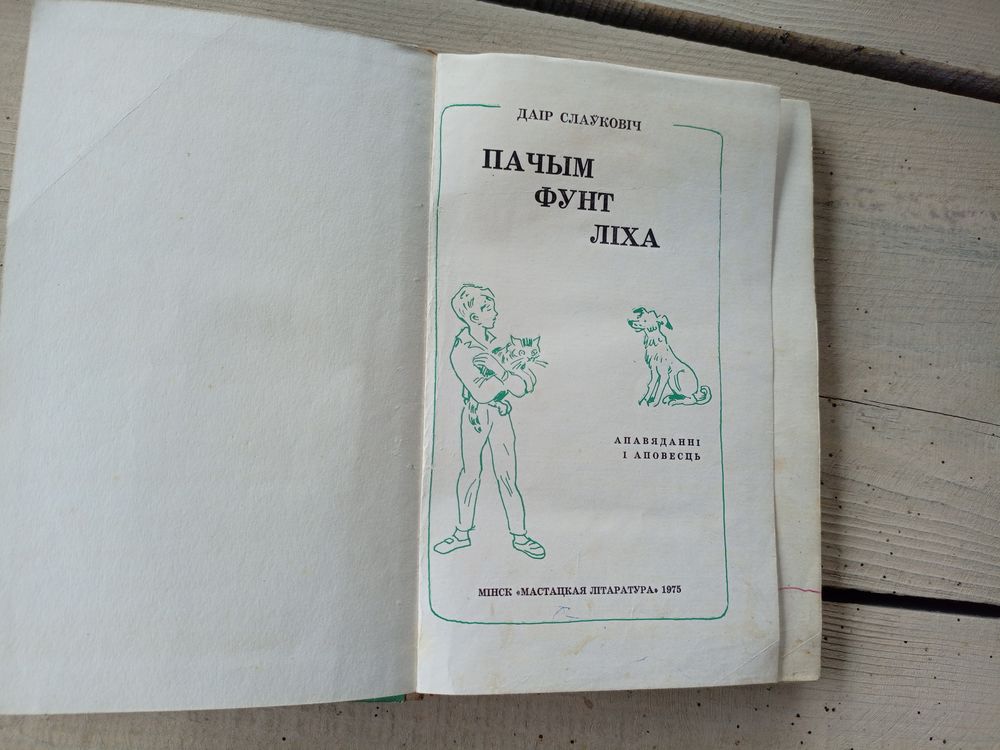 ДАІР СЛАЎКОВІЧ
ПАЧЫМ
ФУНТ
ЛІХА
АПАВЯДАННІ
І АПОВЕСЦЬ
МІНСК «МАСТАЦКАЯ ЛІТАРАТУРА» 1975